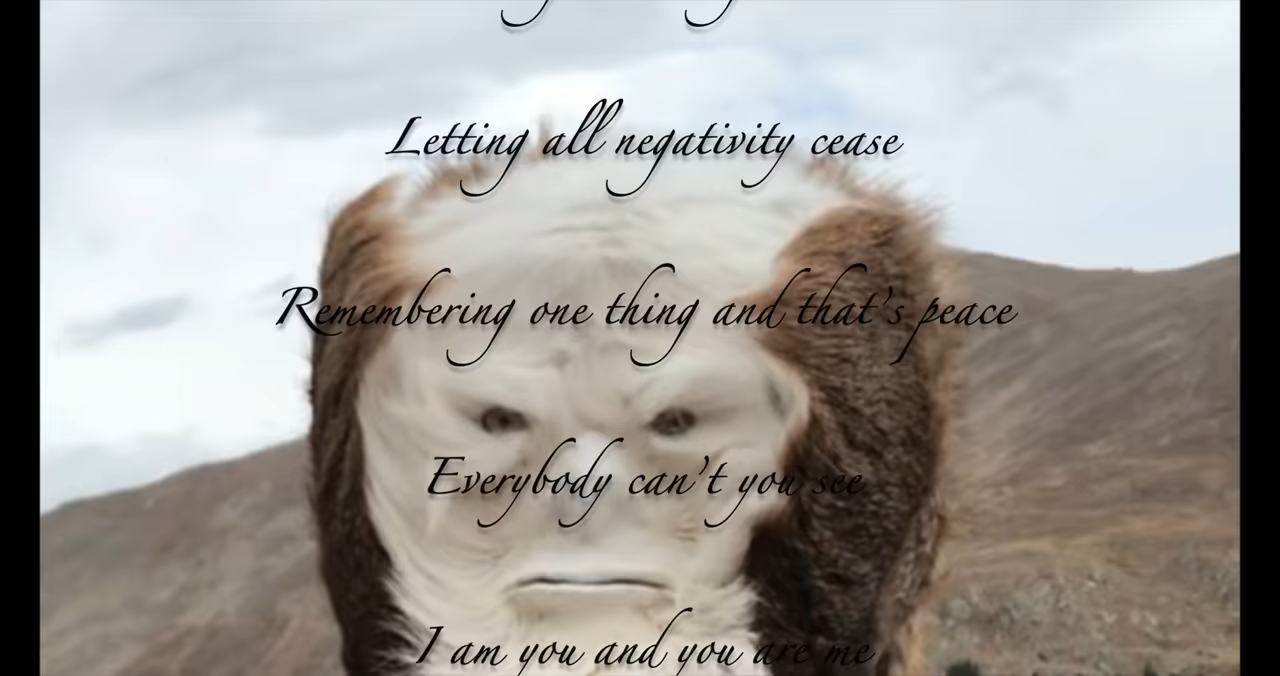 Letting all negativity cease
Remembering one thing and that's peace
Everybody can't you see
I am you and you are me